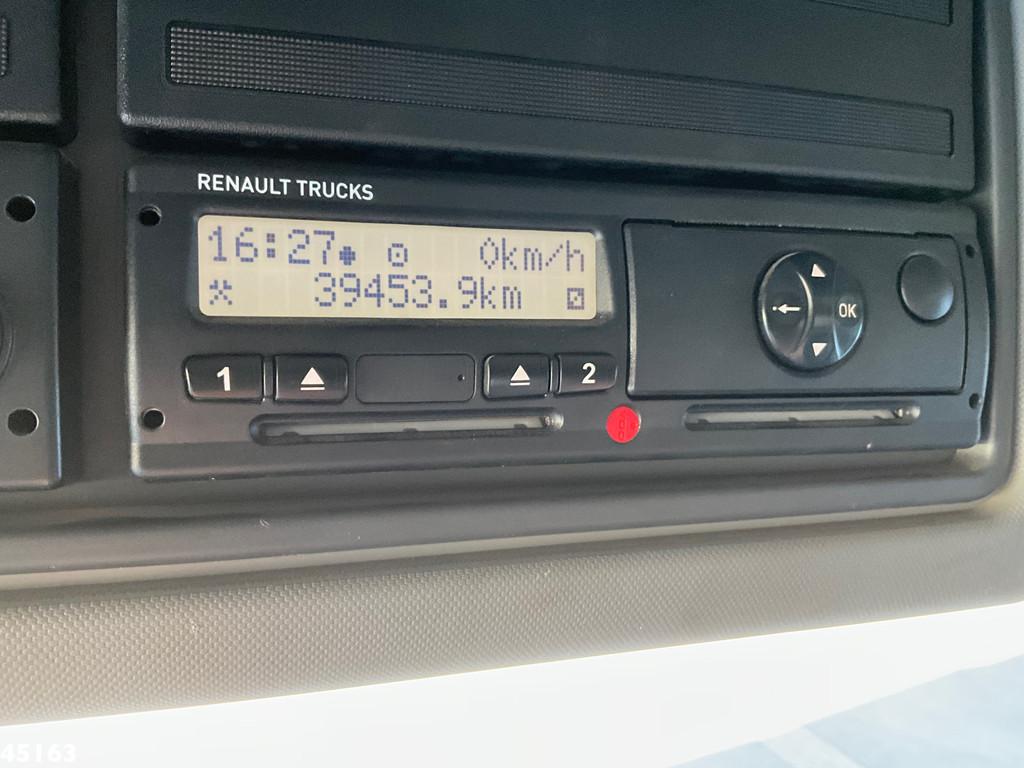 RENAULT TRUCKS
16:27 0km/h
39453.9km
1 2
OK
45163